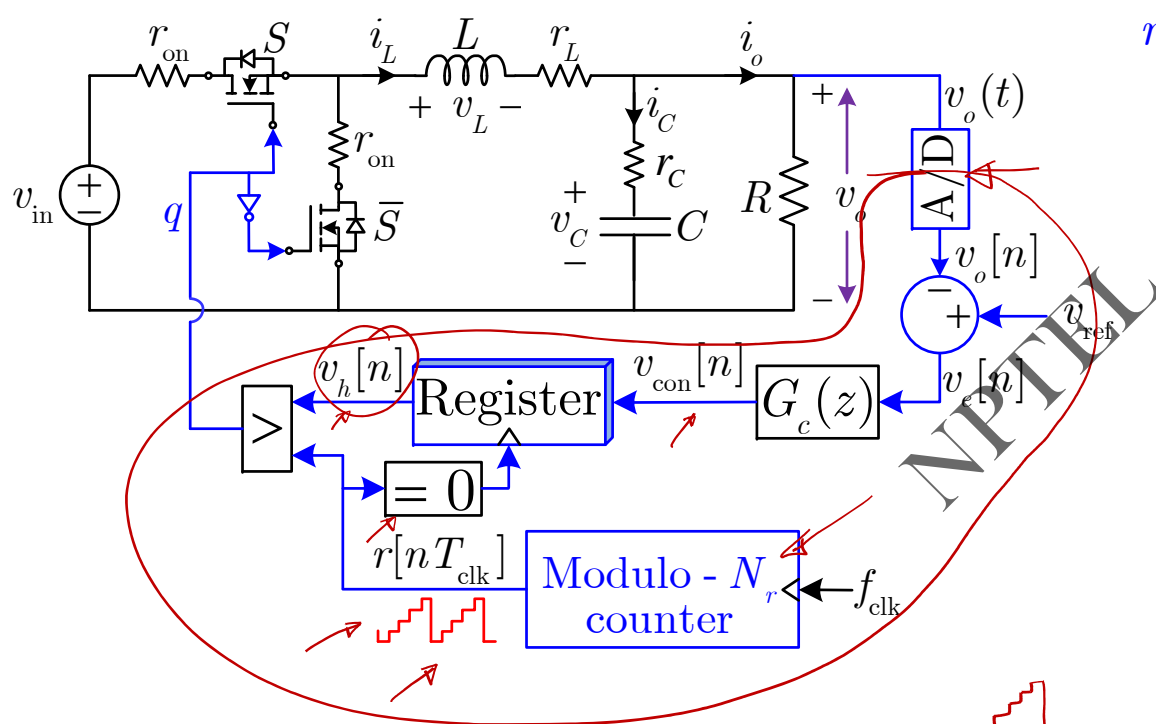 r_on
S
i_L
L
r_L
i_o
+ v_L −
i_C
+
v_o(t)
r_on
r_C
A/D
v_in
+
−
q
S̅
+
v_C
−
C
R
v_o
v_o[n]
−
−
+
v_ref
v_h[n]
v_con[n]
v_e[n]
Register
G_c(z)
>
= 0
NPTEL
r[nT_clk]
Modulo - N_r
counter
f_clk